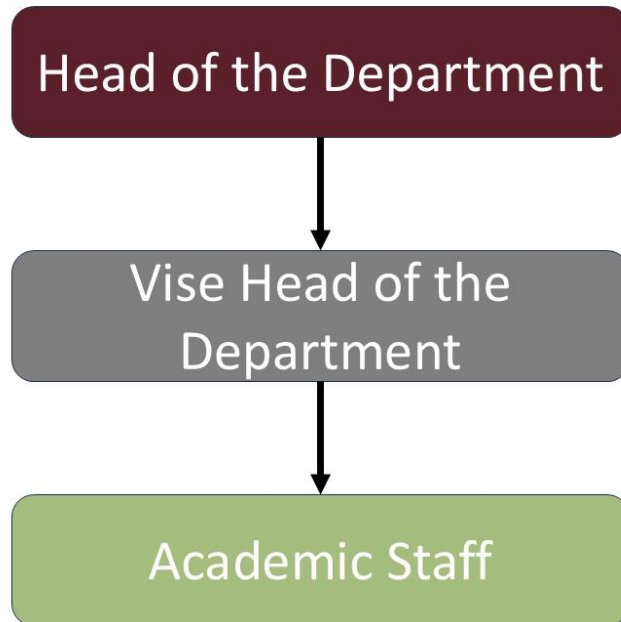 Head of the Department
Vise Head of the
Department
Academic Staff